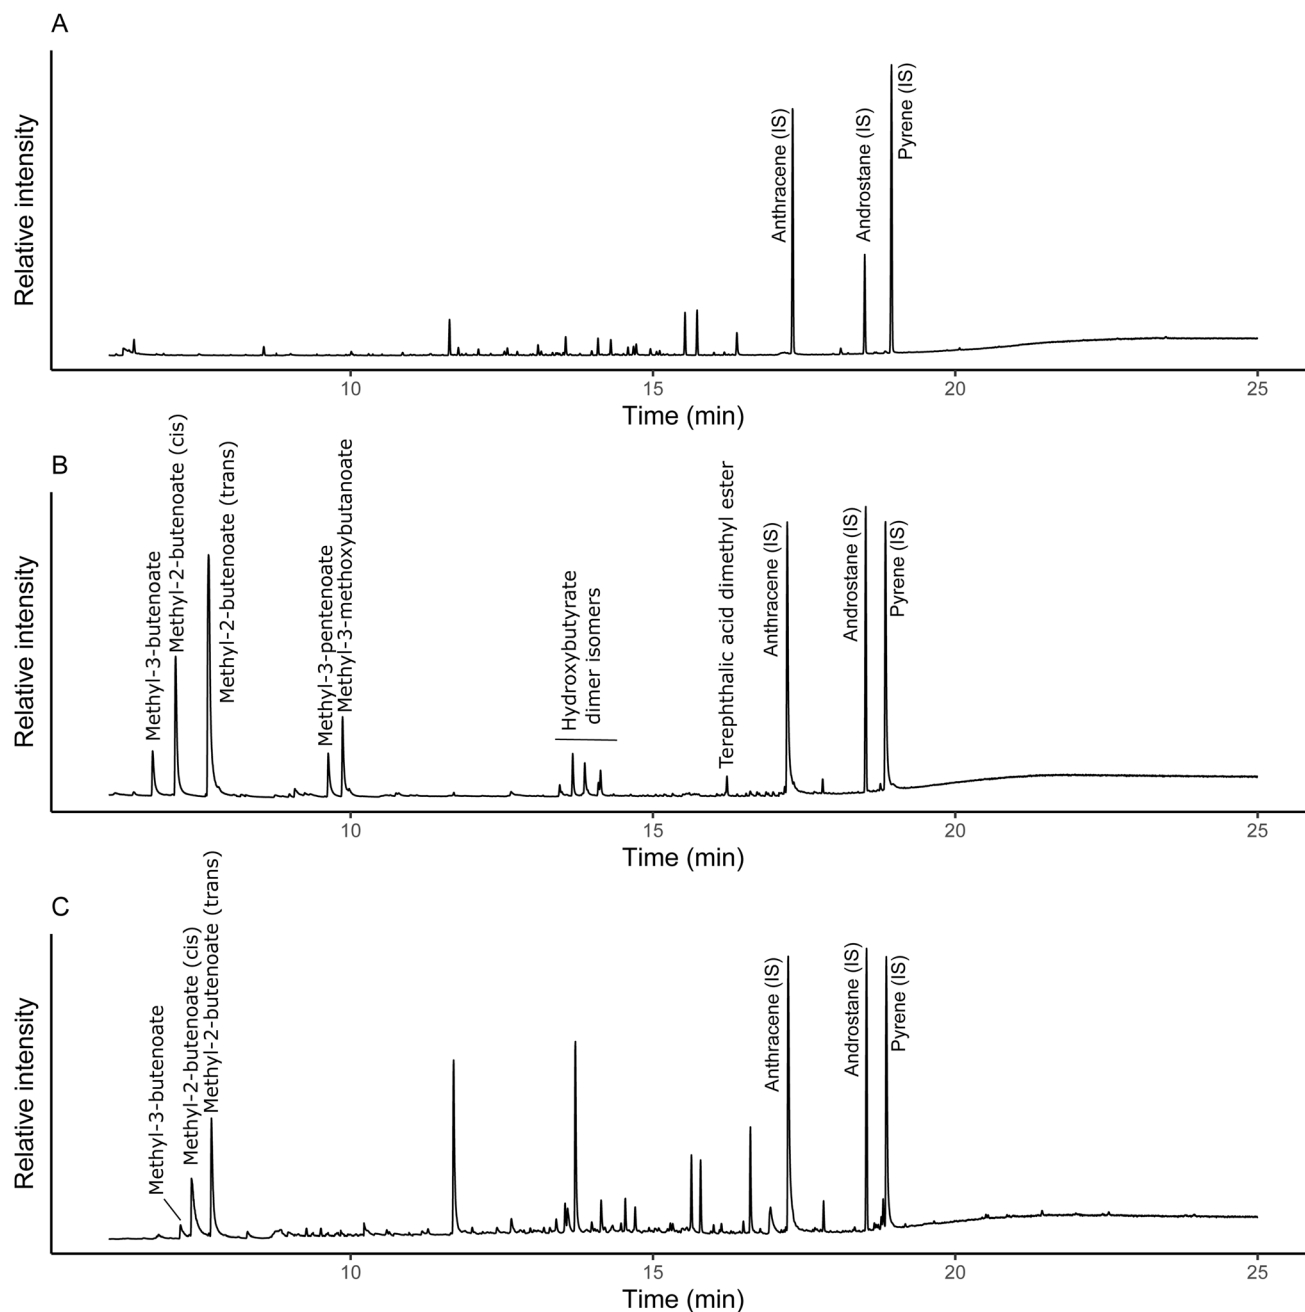 A
Relative intensity
Anthracene (IS)
Androstane (IS)
Pyrene (IS)
10
15
20
25
Time (min)
B
Relative intensity
Methyl-3-butenoate
Methyl-2-butenoate (cis)
Methyl-2-butenoate (trans)
Methyl-3-pentenoate
Methyl-3-methoxybutanoate
Hydroxybutyrate
dimer isomers
Terephthalic acid dimethyl ester
Anthracene (IS)
Androstane (IS)
Pyrene (IS)
10
15
20
25
Time (min)
C
Relative intensity
Methyl-3-butenoate
Methyl-2-butenoate (cis)
Methyl-2-butenoate (trans)
Anthracene (IS)
Androstane (IS)
Pyrene (IS)
10
15
20
25
Time (min)